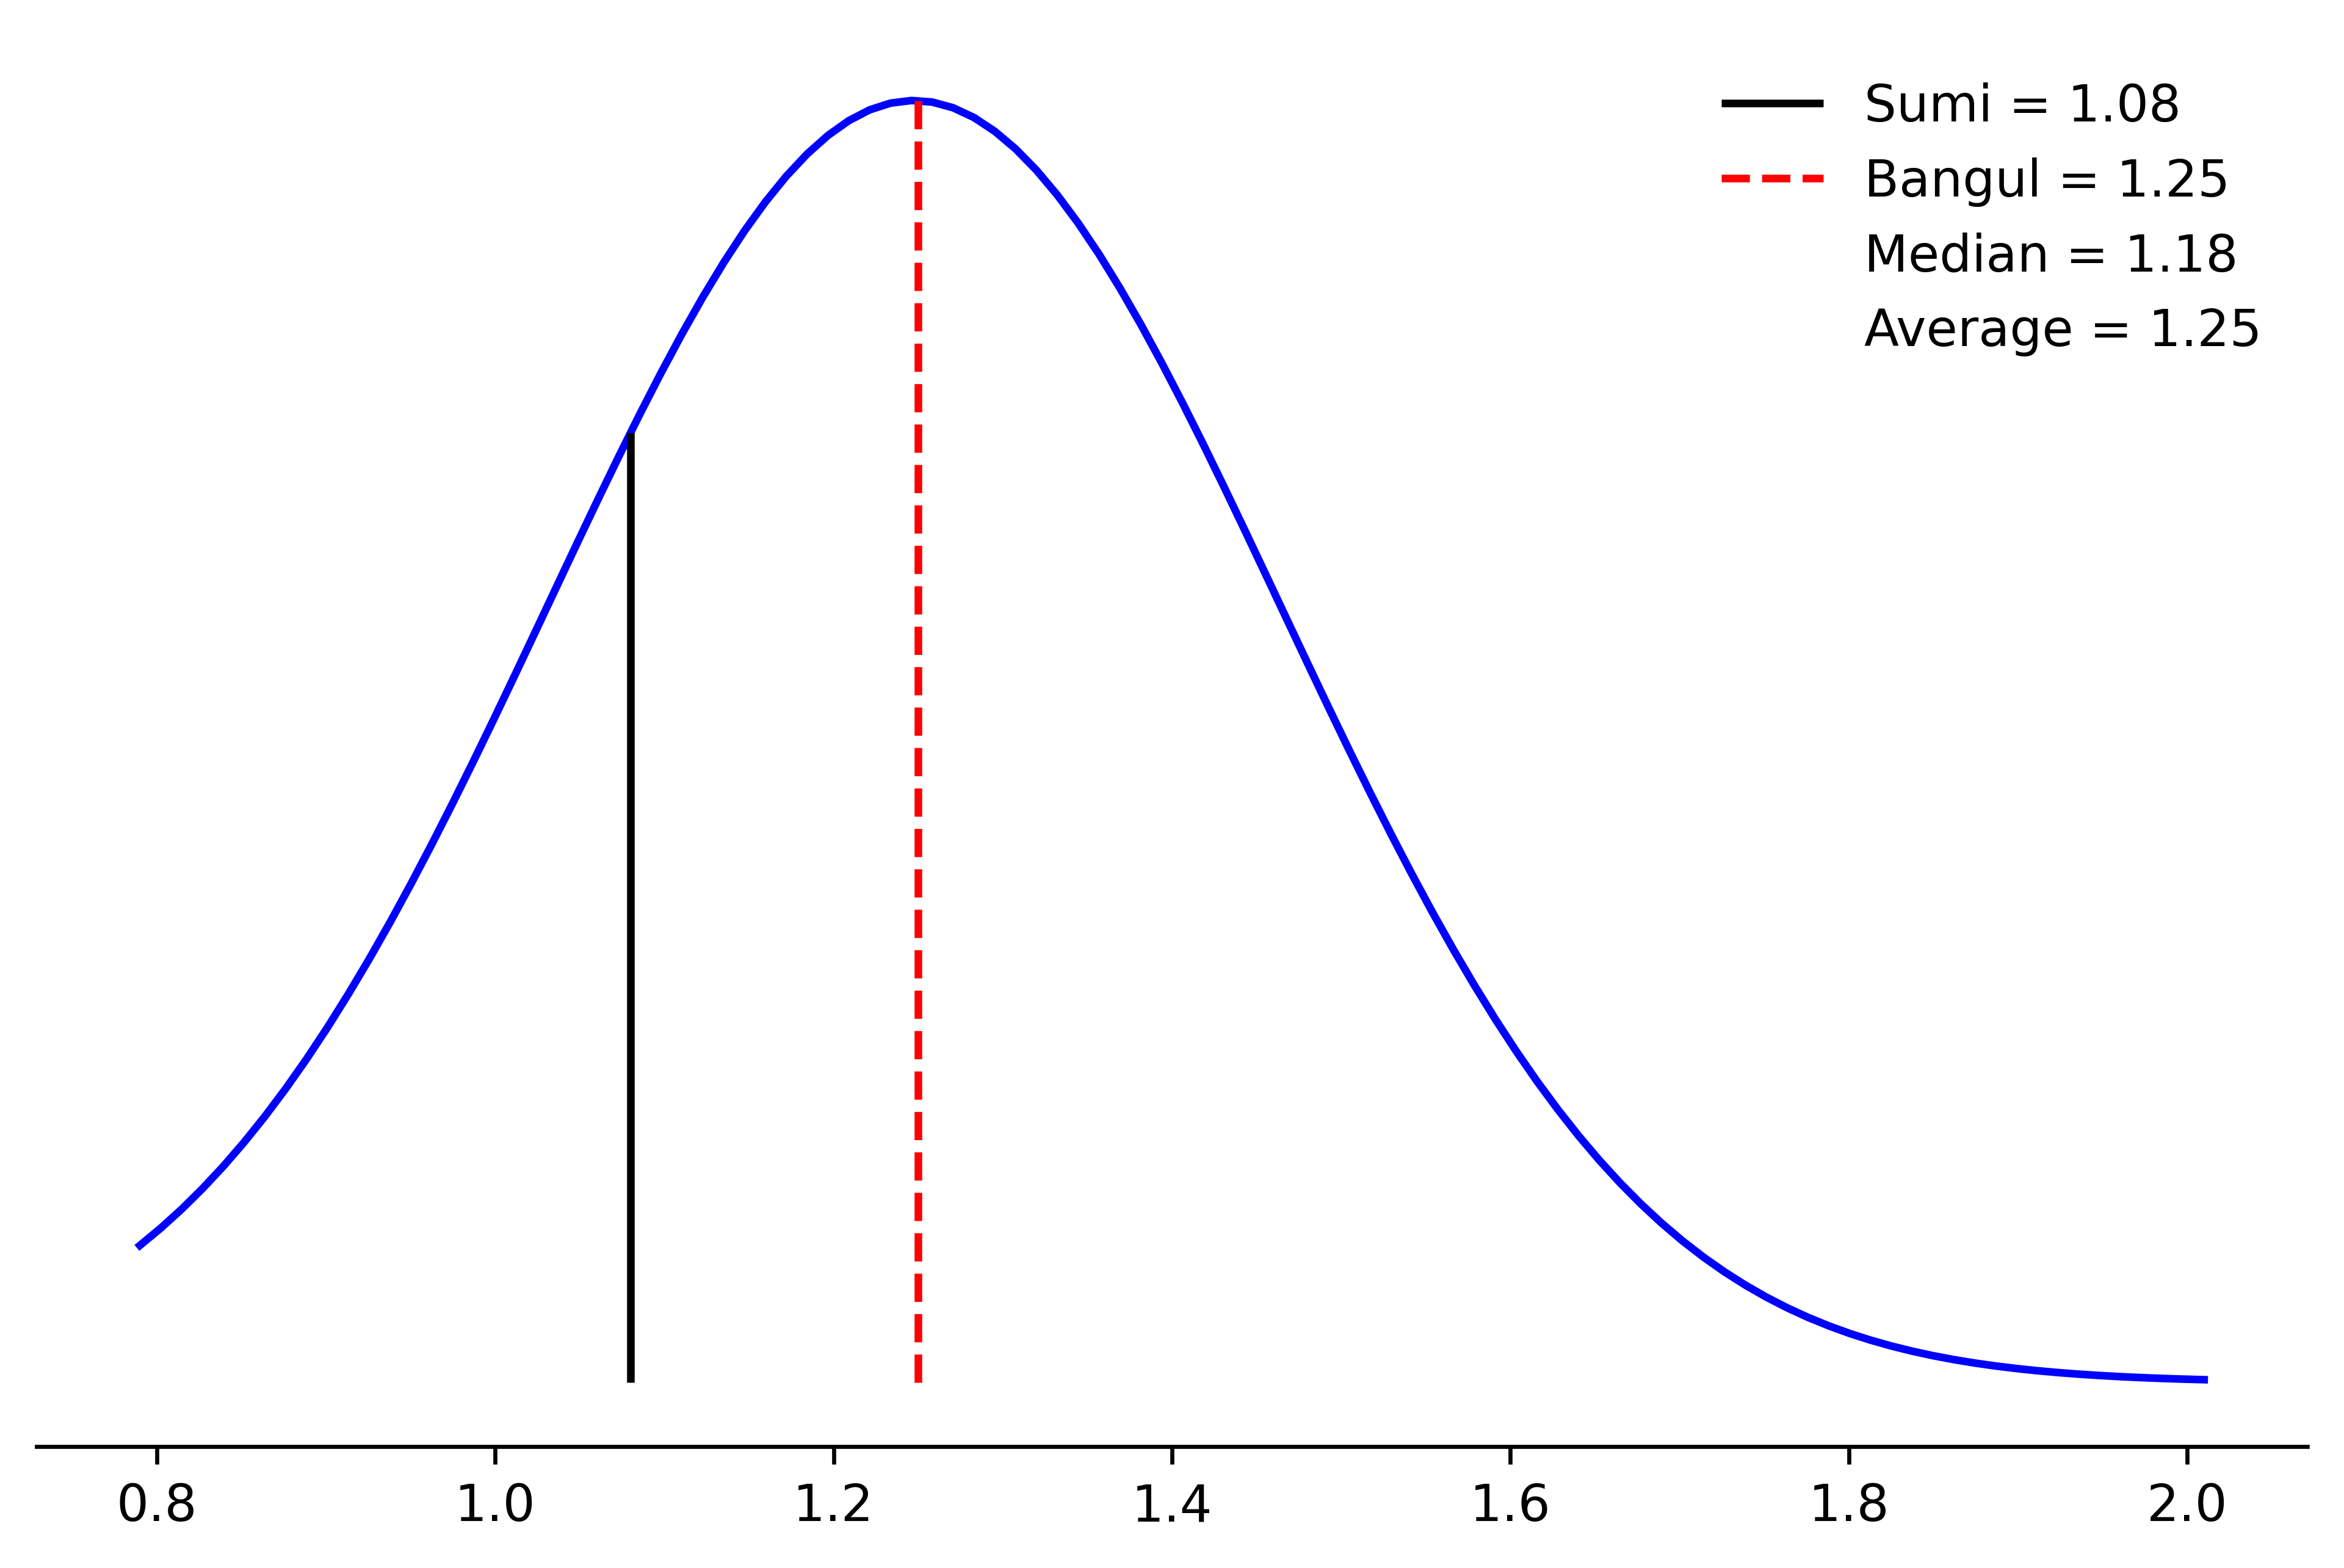 Sumi = 1.08
Bangul = 1.25
Median = 1.18
Average = 1.25
0.8 1.0 1.2 1.4 1.6 1.8 2.0